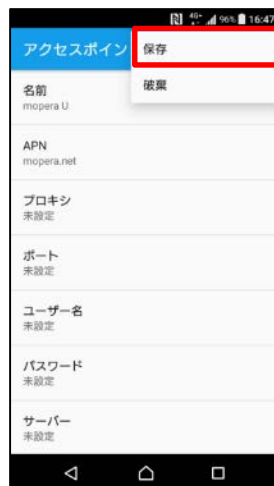 4G+ 96% 16:47
アクセスポイン
保存
破棄
名前
mopera U
APN
mopera.net
プロキシ
未設定
ポート
未設定
ユーザー名
未設定
パスワード
未設定
サーバー
未設定